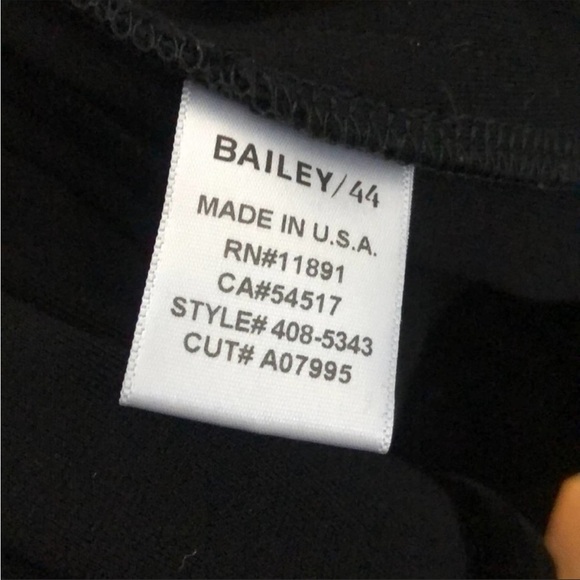 BAILEY/44
MADE IN U.S.A.
RN#11891
CA#54517
STYLE# 408-5343
CUT# A07995